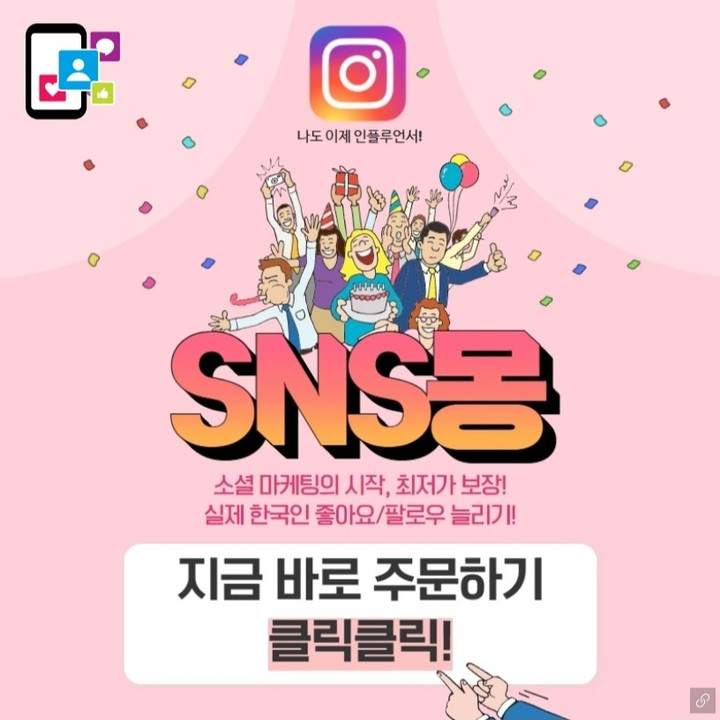 나도 이제 인플루언서!
SNS몽
소셜 마케팅의 시작, 최저가 보장!
실제 한국인 좋아요/팔로우 늘리기!
지금 바로 주문하기
클릭클릭!